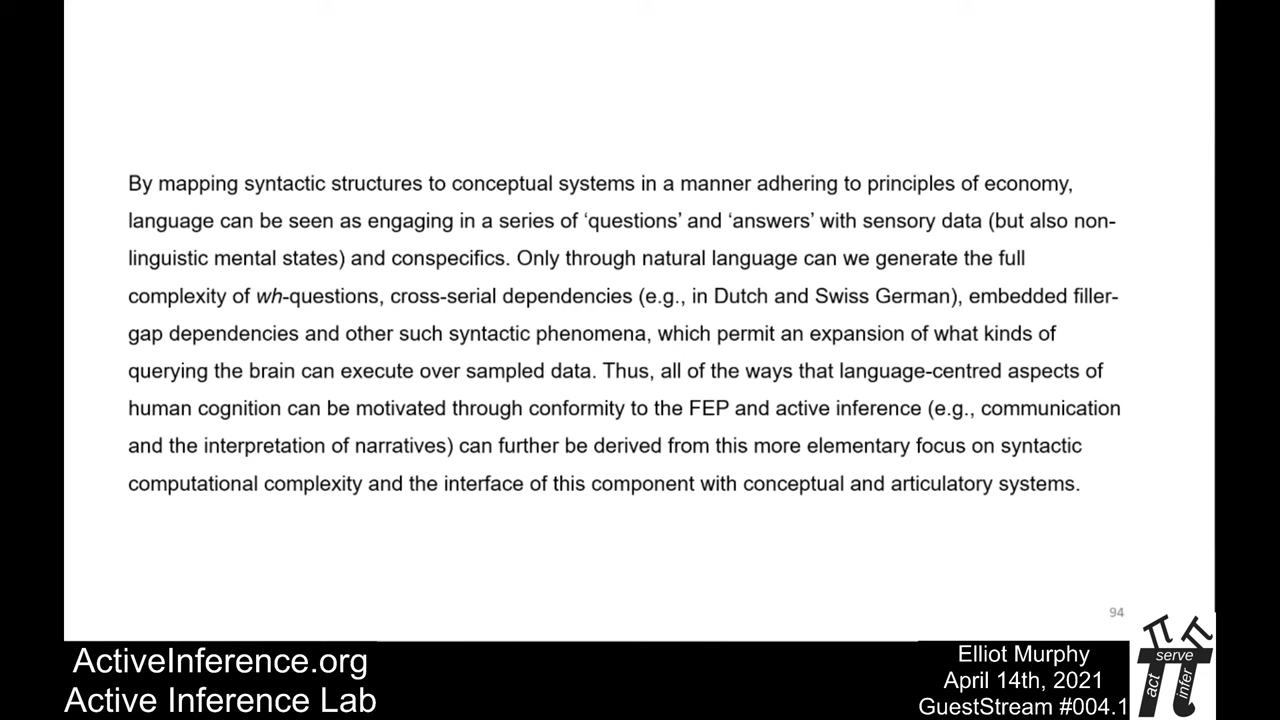 By mapping syntactic structures to conceptual systems in a manner adhering to principles of economy,
language can be seen as engaging in a series of ‘questions’ and ‘answers’ with sensory data (but also non-
linguistic mental states) and conspecifics. Only through natural language can we generate the full
complexity of wh-questions, cross-serial dependencies (e.g., in Dutch and Swiss German), embedded filler-
gap dependencies and other such syntactic phenomena, which permit an expansion of what kinds of
querying the brain can execute over sampled data. Thus, all of the ways that language-centred aspects of
human cognition can be motivated through conformity to the FEP and active inference (e.g., communication
and the interpretation of narratives) can further be derived from this more elementary focus on syntactic
computational complexity and the interface of this component with conceptual and articulatory systems.
94
ActiveInference.org
Active Inference Lab
Elliot Murphy
April 14th, 2021
GuestStream #004.1
π π
serve
act
infer